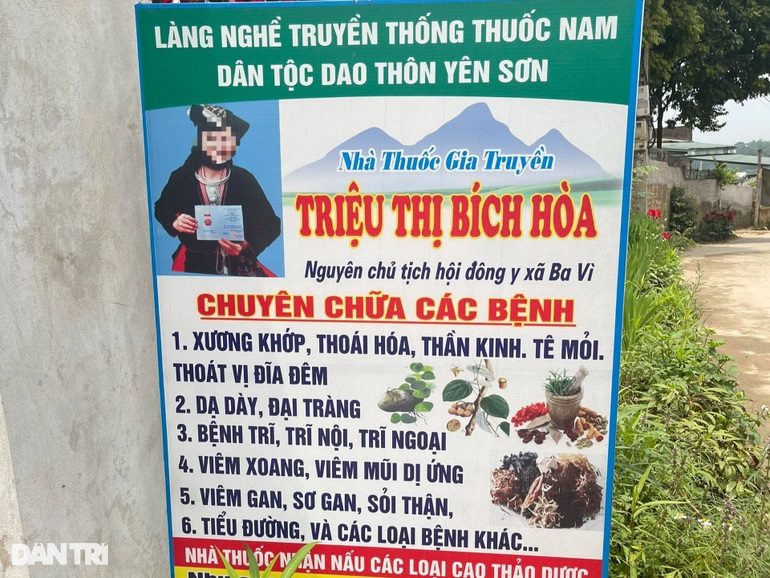 LÀNG NGHỀ TRUYỀN THỐNG THUỐC NAM
DÂN TỘC DAO THÔN YÊN SƠN
Nhà Thuốc Gia Truyền
TRIỆU THỊ BÍCH HÒA
Nguyên chủ tịch hội đông y xã Ba Vì
CHUYÊN CHỮA CÁC BỆNH
1. XƯƠNG KHỚP, THOÁI HÓA, THẦN KINH. TÊ MỎI.
THOÁT VỊ ĐĨA ĐÊM
2. DẠ DÀY, ĐẠI TRÀNG
3. BỆNH TRĨ, TRĨ NỘI, TRĨ NGOẠI
4. VIÊM XOANG, VIÊM MŨI DỊ ỨNG
5. VIÊM GAN, SƠ GAN, SỎI THẬN,
6. TIỂU ĐƯỜNG, VÀ CÁC LOẠI BỆNH KHÁC...
NHÀ THUỐC NHẬN NẤU CÁC LOẠI CAO THẢO DƯỢC
DÂN TRÍ